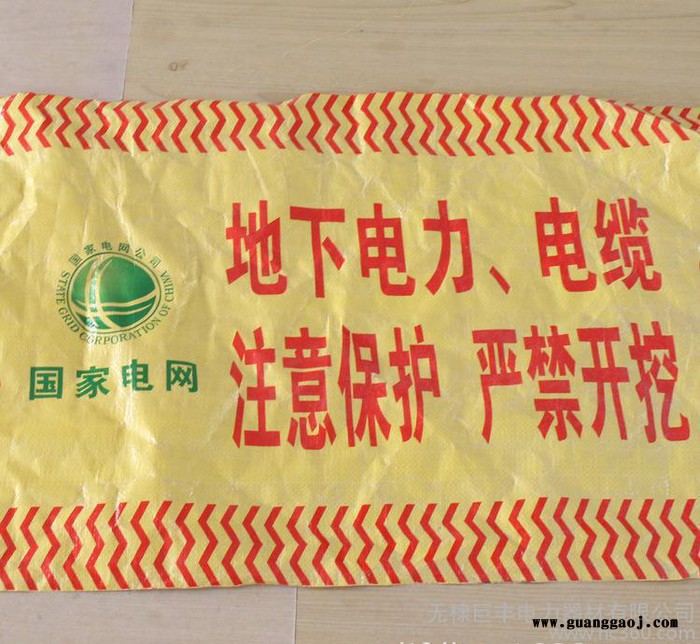 国家电网公司
STATE GRID CORPORATION OF CHINA
国家电网
地下电力、电缆
注意保护 严禁开挖
无棣巨丰电力器材有限公司
www.guanggaoj.com